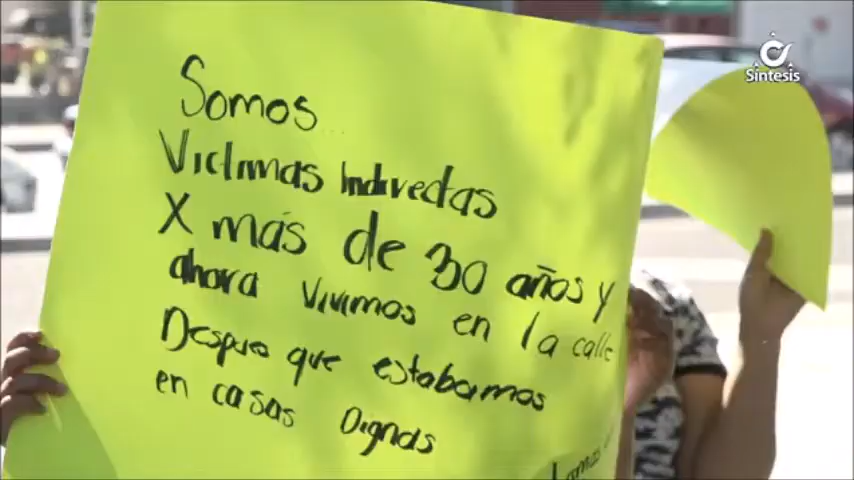 Síntesis
Somos...
Victimas Indirectas
X más de 30 años y
ahora vivimos en la calle
Despues que estabamos
en casas Dignas